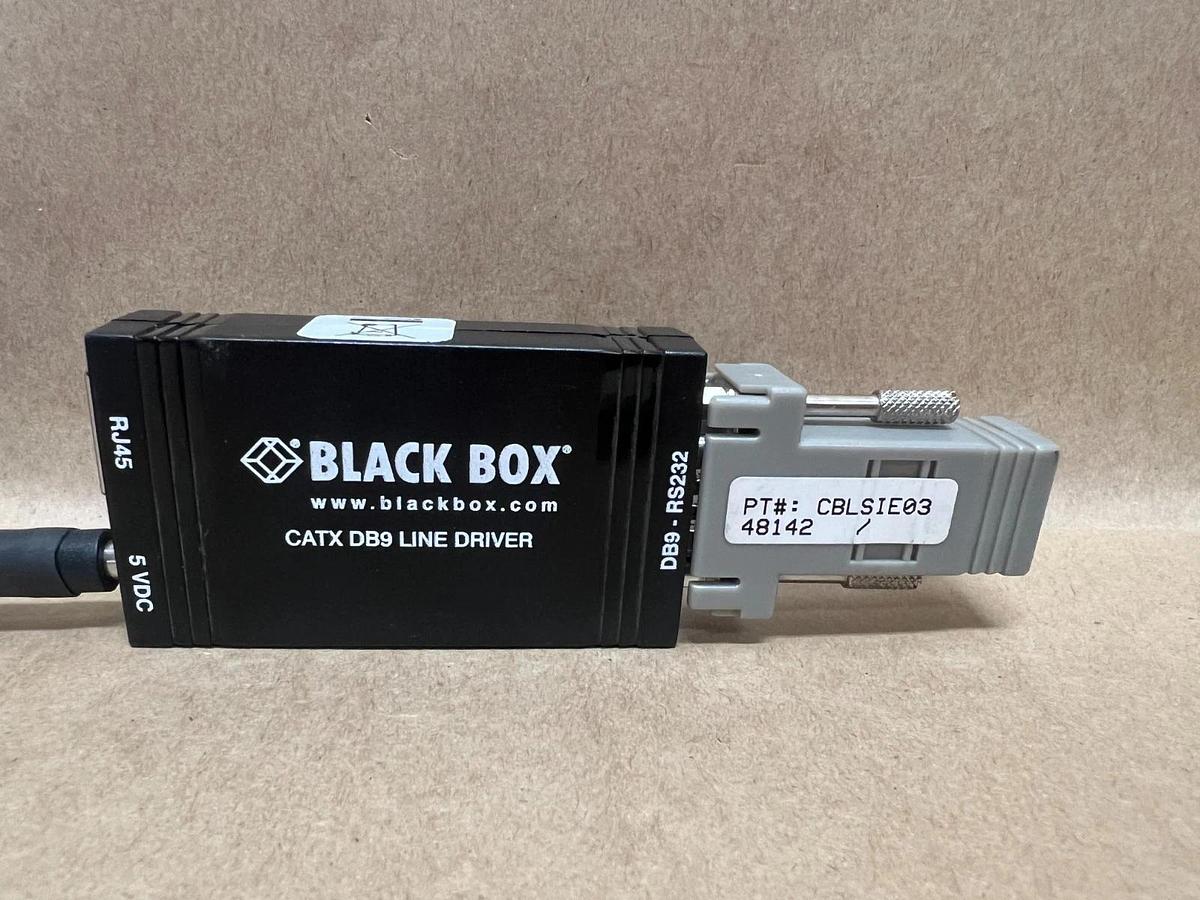 RJ45
5 VDC
BLACK BOX®
www.blackbox.com
CATX DB9 LINE DRIVER
DB9 - RS232
PT#: CBLSIE03
48142 /